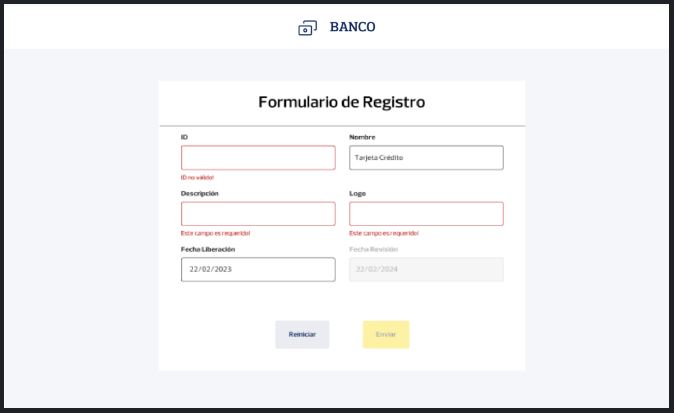 BANCO
Formulario de Registro
ID
Nombre
Tarjeta Crédito
ID no válido!
Descripción
Logo
Este campo es requerido!
Este campo es requerido!
Fecha Liberación
Fecha Revisión
22/02/2023
22/02/2024
Reiniciar
Enviar